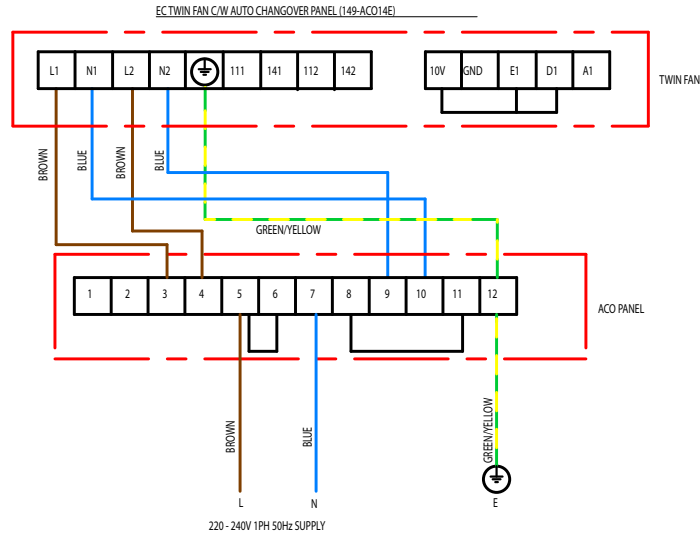 EC TWIN FAN C/W AUTO CHANGOVER PANEL (149-ACO14E)
L1 N1 L2 N2 111 141 112 142
10V GND E1 D1 A1
TWIN FAN
BROWN
BLUE
BROWN
BLUE
GREEN/YELLOW
1 2 3 4 5 6 7 8 9 10 11 12
ACO PANEL
BROWN
BLUE
GREEN/YELLOW
L N E
220 - 240V 1PH 50Hz SUPPLY